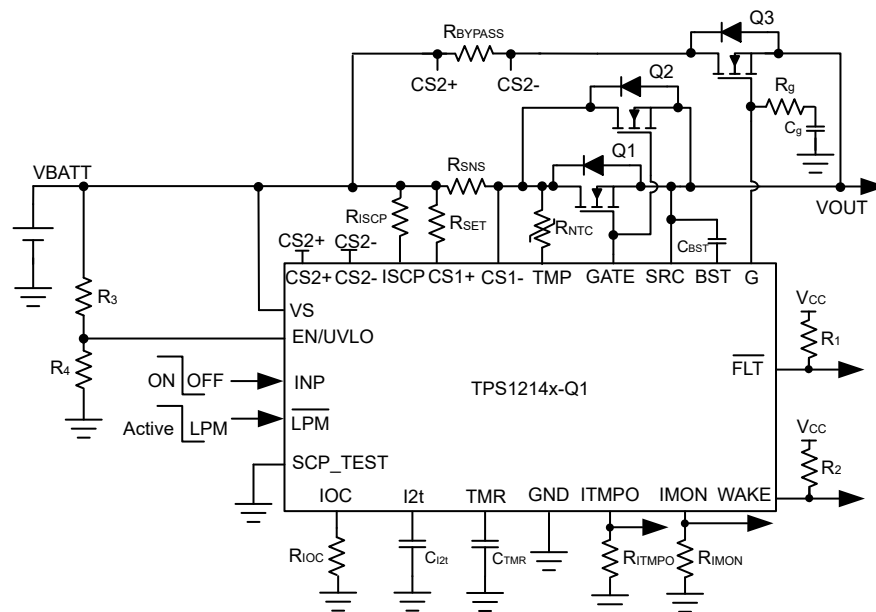 Q3
RBYPASS
CS2+
CS2-
Q2
Rg
Cg
VBATT
RSNS
Q1
VOUT
RISCP
RSET
RNTC
CBST
CS2+
CS2-
CS2+ CS2- ISCP CS1+ CS1- TMP GATE SRC BST G
R3
VS
EN/UVLO
R4
ON OFF
INP
Active LPM
LPM
SCP_TEST
TPS1214x-Q1
VCC
R1
FLT
VCC
R2
IOC I2t TMR GND ITMPO IMON WAKE
RIOC
CI2t
CTMR
RITMPO
RIMON